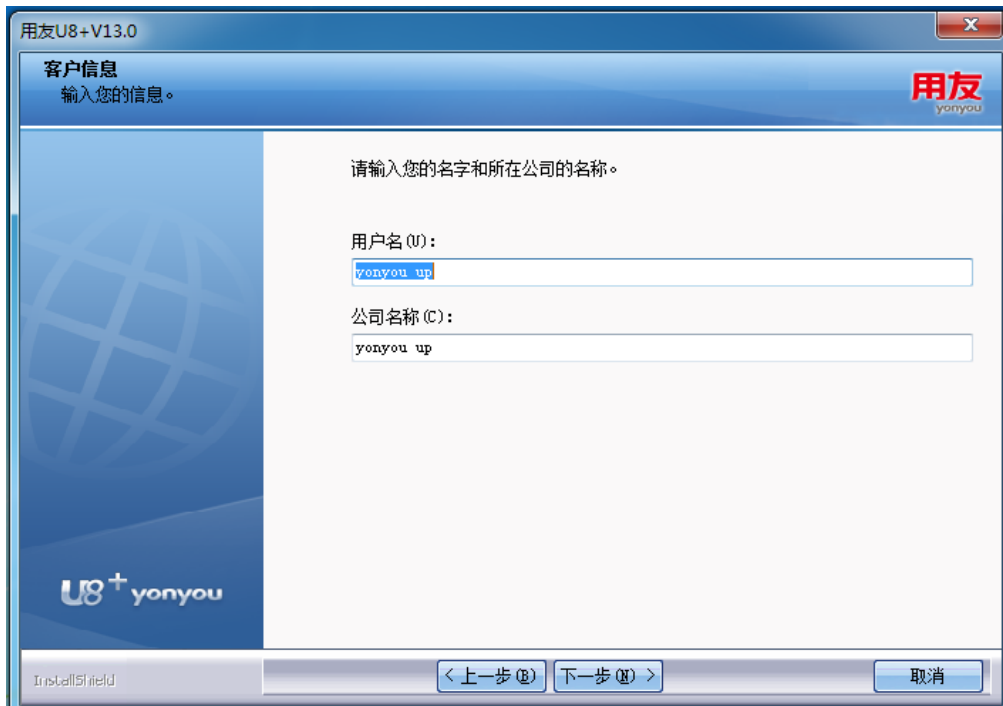 用友U8+V13.0
客户信息
输入您的信息。
用友
yonyou
请输入您的名字和所在公司的名称。
用户名(U):
yonyou up
公司名称(C):
yonyou up
U8+ yonyou
InstallShield
< 上一步(B)
下一步(N) >
取消